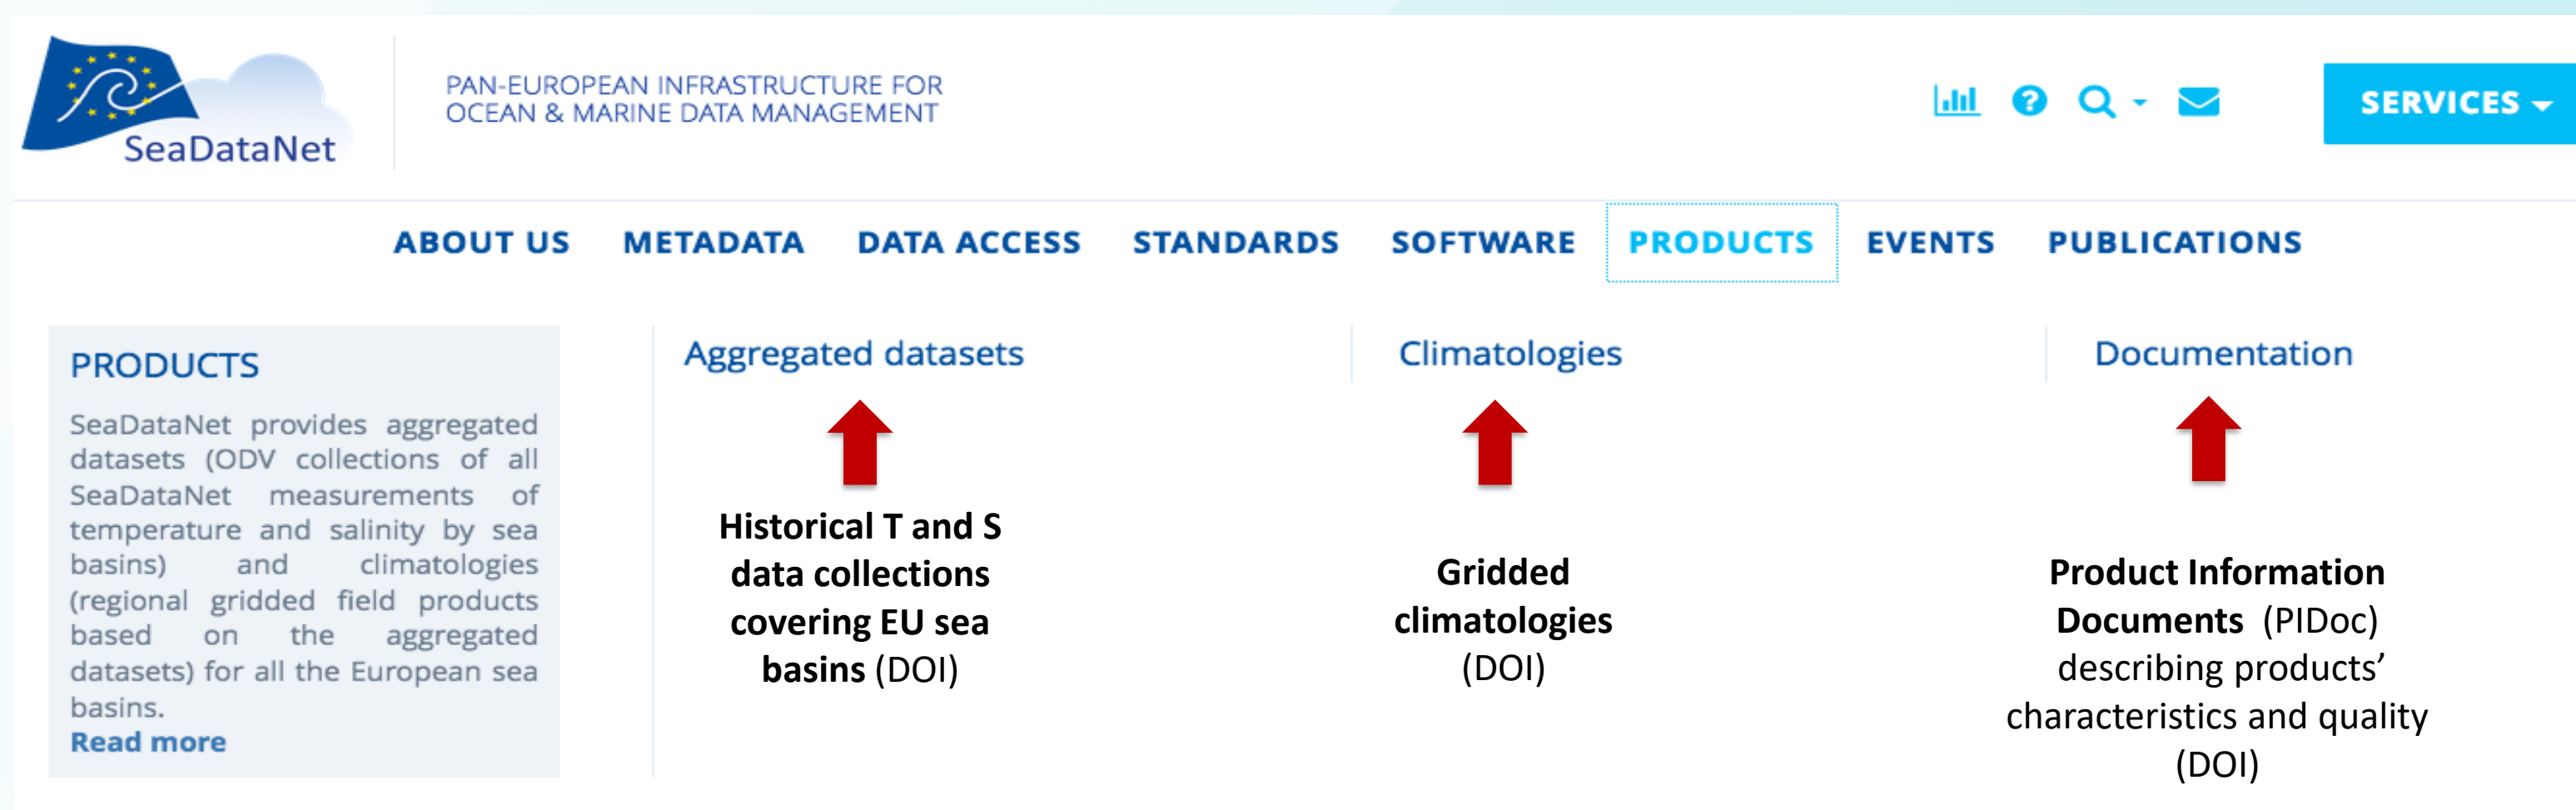 SeaDataNet
PAN-EUROPEAN INFRASTRUCTURE FOR
OCEAN & MARINE DATA MANAGEMENT
SERVICES
ABOUT US METADATA DATA ACCESS STANDARDS SOFTWARE PRODUCTS EVENTS PUBLICATIONS
PRODUCTS
SeaDataNet provides aggregated
datasets (ODV collections of all
SeaDataNet measurements of
temperature and salinity by sea
basins) and climatologies
(regional gridded field products
based on the aggregated
datasets) for all the European sea
basins.
Read more
Aggregated datasets
Historical T and S
data collections
covering EU sea
basins (DOI)
Climatologies
Gridded
climatologies
(DOI)
Documentation
Product Information
Documents (PIDoc)
describing products’
characteristics and quality
(DOI)